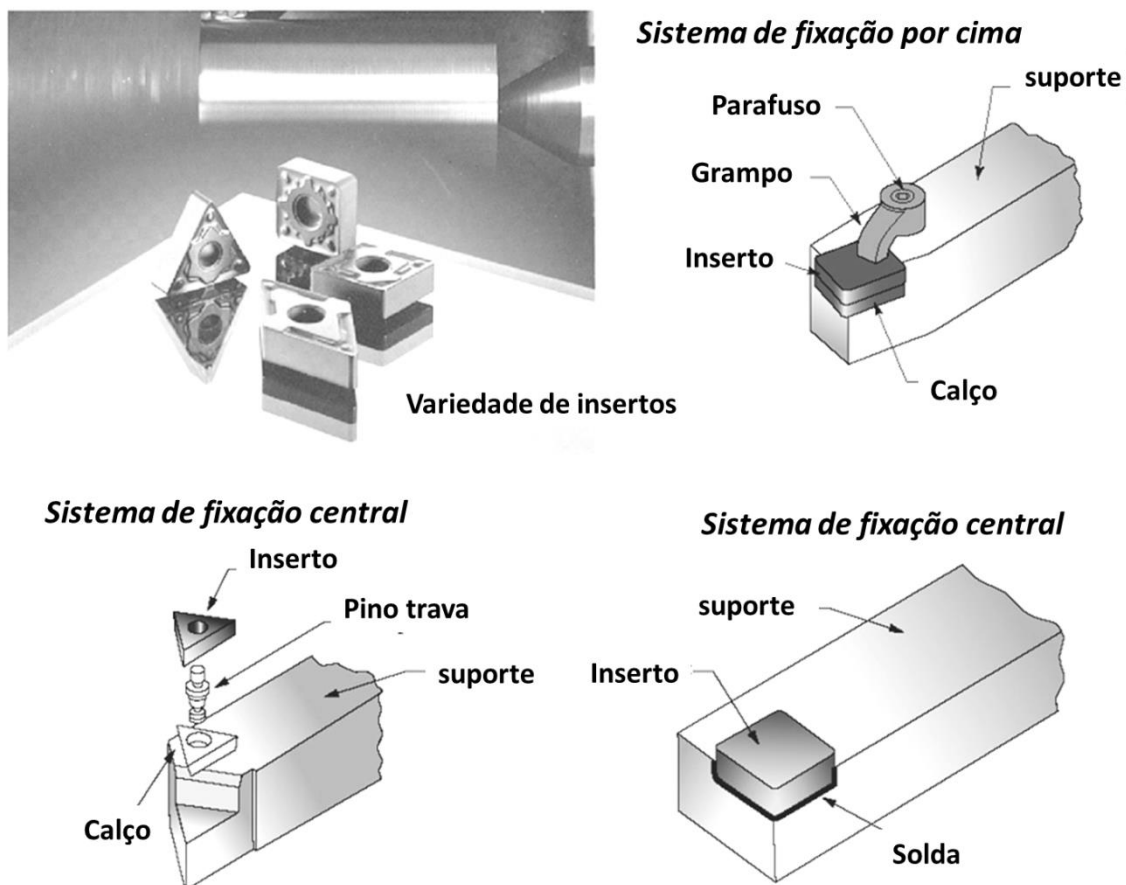 Sistema de fixação por cima
suporte
Parafuso
Grampo
Inserto
Calço
Variedade de insertos
Sistema de fixação central
Inserto
Pino trava
suporte
Calço
Sistema de fixação central
suporte
Inserto
Solda